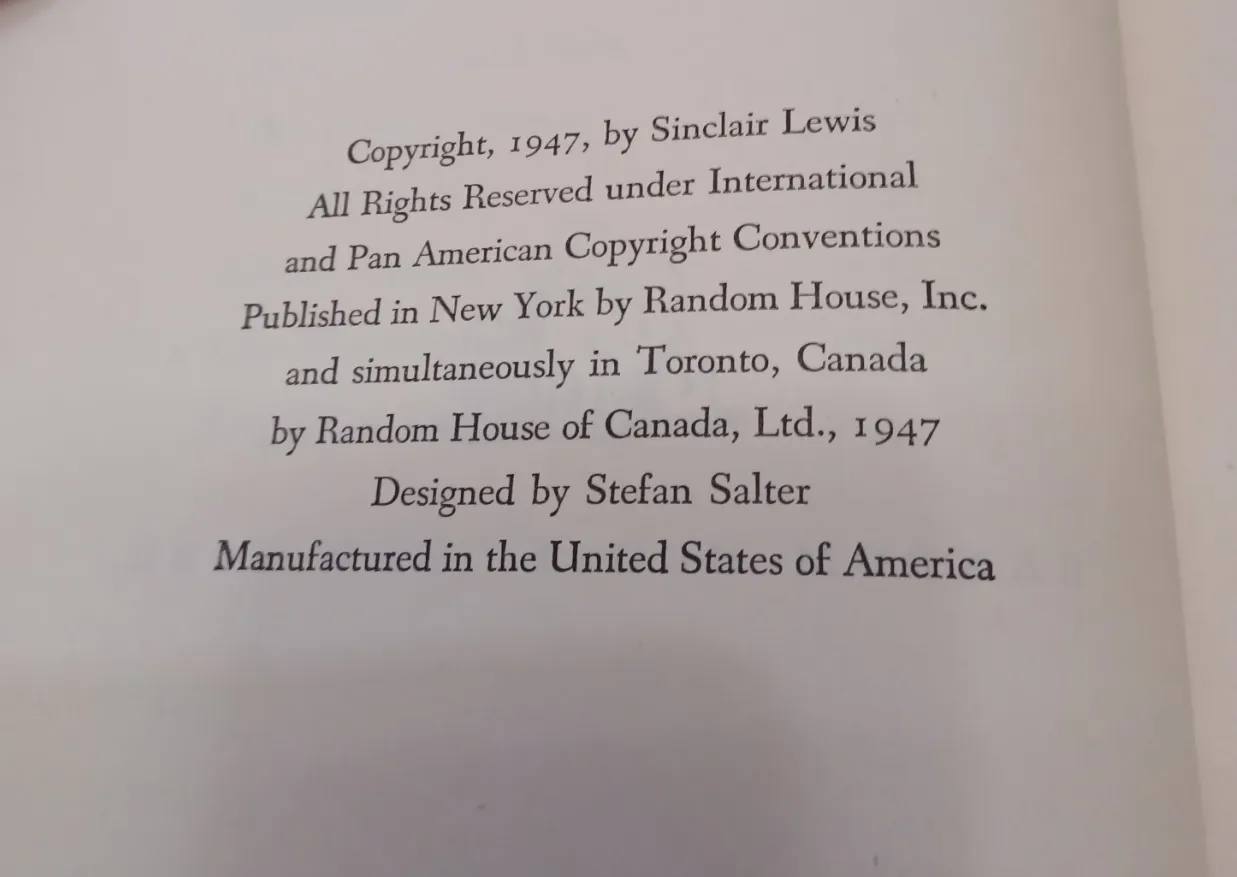 Copyright, 1947, by Sinclair Lewis
All Rights Reserved under International
and Pan American Copyright Conventions
Published in New York by Random House, Inc.
and simultaneously in Toronto, Canada
by Random House of Canada, Ltd., 1947
Designed by Stefan Salter
Manufactured in the United States of America